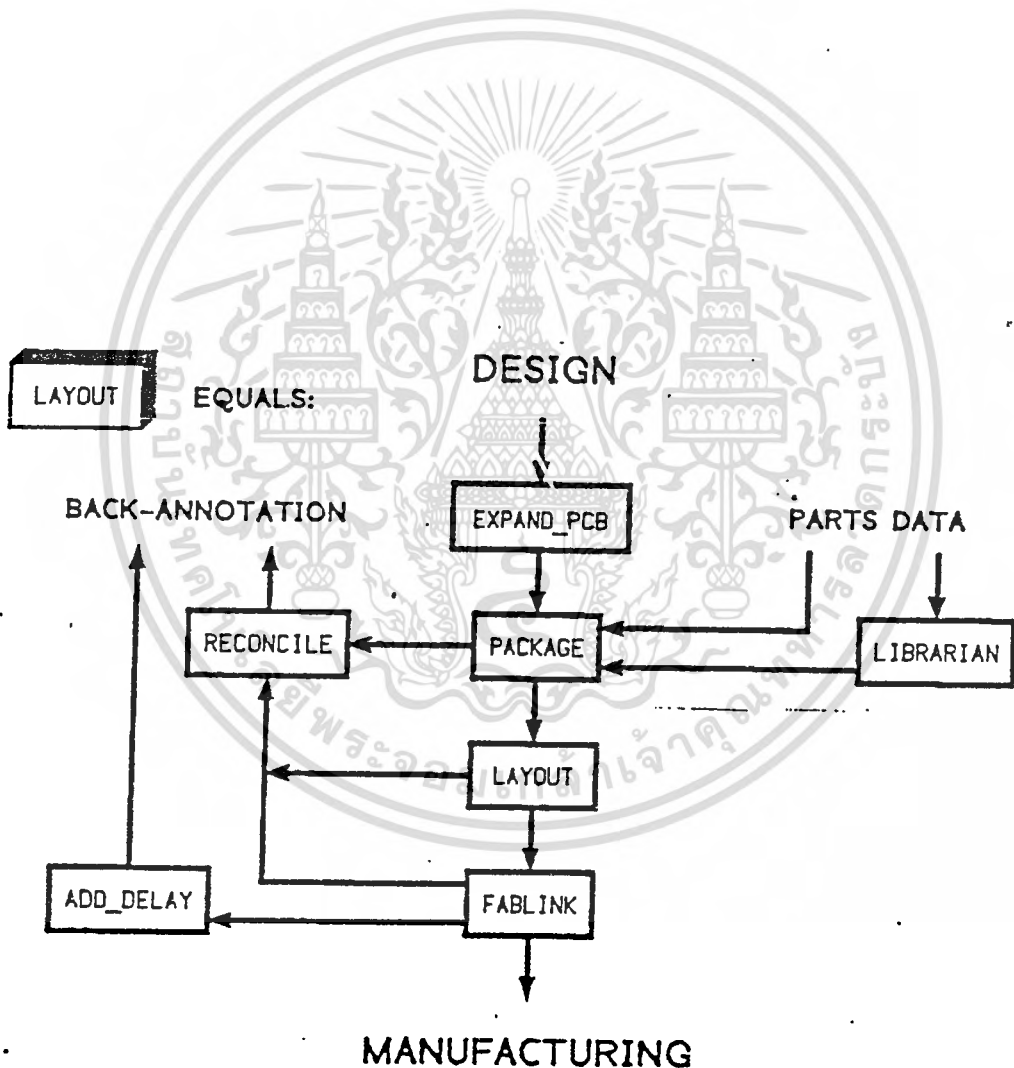 DESIGN
LAYOUT EQUALS:
BACK-ANNOTATION
EXPAND_PCB
PARTS DATA
RECONCILE
PACKAGE
LIBRARIAN
LAYOUT
ADD_DELAY
FABLINK
MANUFACTURING